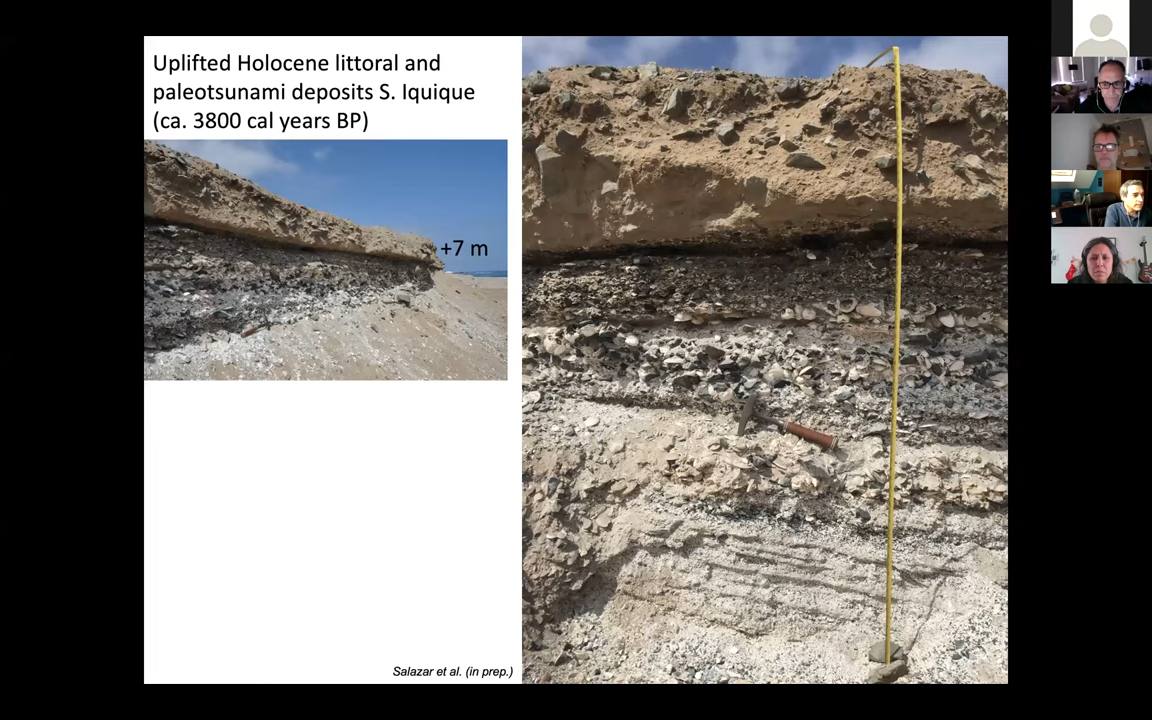 Uplifted Holocene littoral and
paleotsunami deposits S. Iquique
(ca. 3800 cal years BP)
+7 m
Salazar et al. (in prep.)